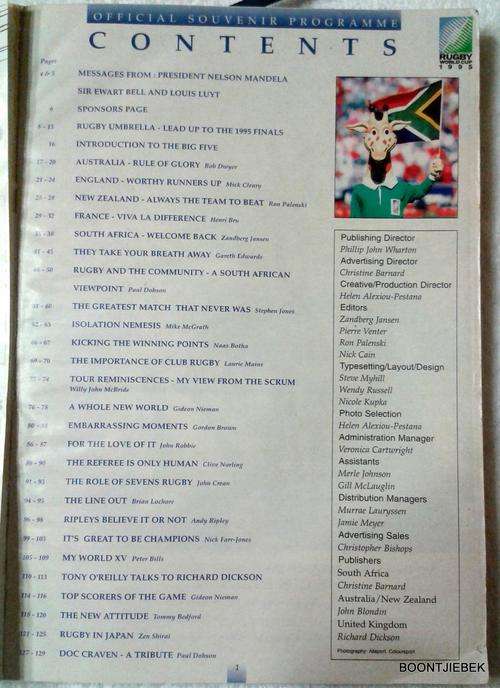 OFFICIAL SOUVENIR PROGRAMME
CONTENTS
RUGBY
WORLD CUP
1995
Pages
4 & 5 MESSAGES FROM : PRESIDENT NELSON MANDELA
SIR EWART BELL AND LOUIS LUYT
6 SPONSORS PAGE
8 - 15 RUGBY UMBRELLA - LEAD UP TO THE 1995 FINALS
16 INTRODUCTION TO THE BIG FIVE
17 - 20 AUSTRALIA - RULE OF GLORY Bob Dwyer
21 - 24 ENGLAND - WORTHY RUNNERS UP Mick Cleary
25 - 28 NEW ZEALAND - ALWAYS THE TEAM TO BEAT Ron Palenski
29 - 32 FRANCE - VIVA LA DIFFERENCE Henri Bru
- 38 SOUTH AFRICA - WELCOME BACK Zandberg Jansen
- 45 THEY TAKE YOUR BREATH AWAY Gareth Edwards
- 50 RUGBY AND THE COMMUNITY - A SOUTH AFRICAN
VIEWPOINT Paul Dobson
- 60 THE GREATEST MATCH THAT NEVER WAS Stephen Jones
62 - 65 ISOLATION NEMESIS Mike McGrath
66 - 67 KICKING THE WINNING POINTS Naas Botha
69 - 70 THE IMPORTANCE OF CLUB RUGBY Laurie Mains
- 74 TOUR REMINISCENCES - MY VIEW FROM THE SCRUM
Willy John McBride
76 - 78 A WHOLE NEW WORLD Gideon Nieman
80 - EMBARRASSING MOMENTS Gordon Brown
86 - 87 FOR THE LOVE OF IT John Robbie
89 - 90 THE REFEREE IS ONLY HUMAN Clive Norling
91 - 93 THE ROLE OF SEVENS RUGBY John Crean
94 - 95 THE LINE OUT Brian Lochore
96 - 98 RIPLEYS BELIEVE IT OR NOT Andy Ripley
99 - 103 IT'S GREAT TO BE CHAMPIONS Nick Farr-Jones
105 - 109 MY WORLD XV Peter Bills
110 - 113 TONY O'REILLY TALKS TO RICHARD DICKSON
114 - 116 TOP SCORERS OF THE GAME Gideon Nieman
118 - 120 THE NEW ATTITUDE Tommy Bedford
121 - 125 RUGBY IN JAPAN Zen Shirai
127 - 129 DOC CRAVEN - A TRIBUTE Paul Dobson
Publishing Director
Phillip John Wharton
Advertising Director
Christine Barnard
Creative/Production Director
Helen Alexiou-Pestana
Editors
Zandberg Jansen
Pierre Venter
Ron Palenski
Nick Cain
Typesetting/Layout/Design
Steve Myhill
Wendy Russell
Nicole Kupka
Photo Selection
Helen Alexiou-Pestana
Administration Manager
Veronica Cartwright
Assistants
Merle Johnson
Gill McLauglin
Distribution Managers
Murrae Lauryssen
Jamie Meyer
Advertising Sales
Christopher Bishops
Publishers
South Africa
Christine Barnard
Australia/New Zealand
John Blondin
United Kingdom
Richard Dickson
Photography: Allsport, Coloursport
1
BOONTJIEBEK